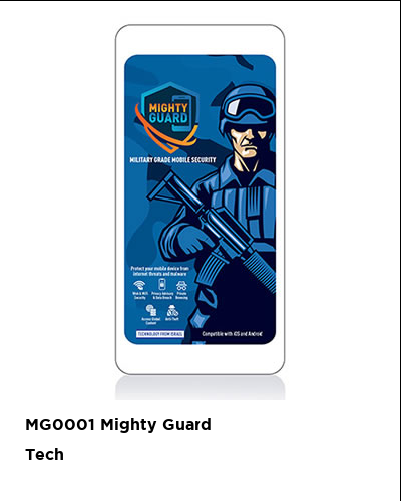 MIGHTY
GUARD
MILITARY GRADE MOBILE SECURITY
Protect your mobile device from
internet threats and malware
Web & Wifi Security
Privacy Advisory & Data Breach
Private Browsing
Access Global Content
Anti-Theft
TECHNOLOGY FROM ISRAEL
Compatible with iOS and Android
MG0001 Mighty Guard
Tech